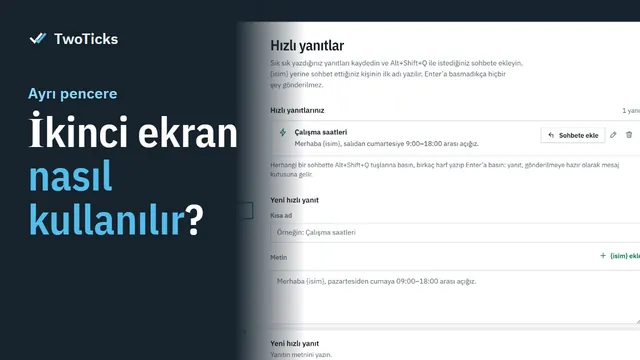 TwoTicks
Ayrı pencere
İkinci ekran
nasıl
kullanılır?
Hızlı yanıtlar
Sık sık yazdığınız yanıtları kaydedin ve Alt+Shift+Q ile istediğiniz sohbete ekleyin.
{isim} yerine sohbet ettiğiniz kişinin ilk adı yazılır. Enter'a basmadıkça hiçbir
şey gönderilmez.
Hızlı yanıtlarınız
1 yanı
Çalışma saatleri
Merhaba {isim}, salıdan cumartesiye 9:00–18:00 arası açığız.
Sohbete ekle
Herhangi bir sohbette Alt+Shift+Q tuşlarına basın, birkaç harf yazıp Enter'a basın: yanıt, gönderilmeye hazır olarak mesaj
kutusuna gelir.
Yeni hızlı yanıt
Kısa ad
Örneğin: Çalışma saatleri
Metin
+ {isim} ekle
Merhaba {isim}, pazartesiden cumaya 09:00–18:00 arası açığız.
Yeni hızlı yanıt
Yanıtın metnini yazın.